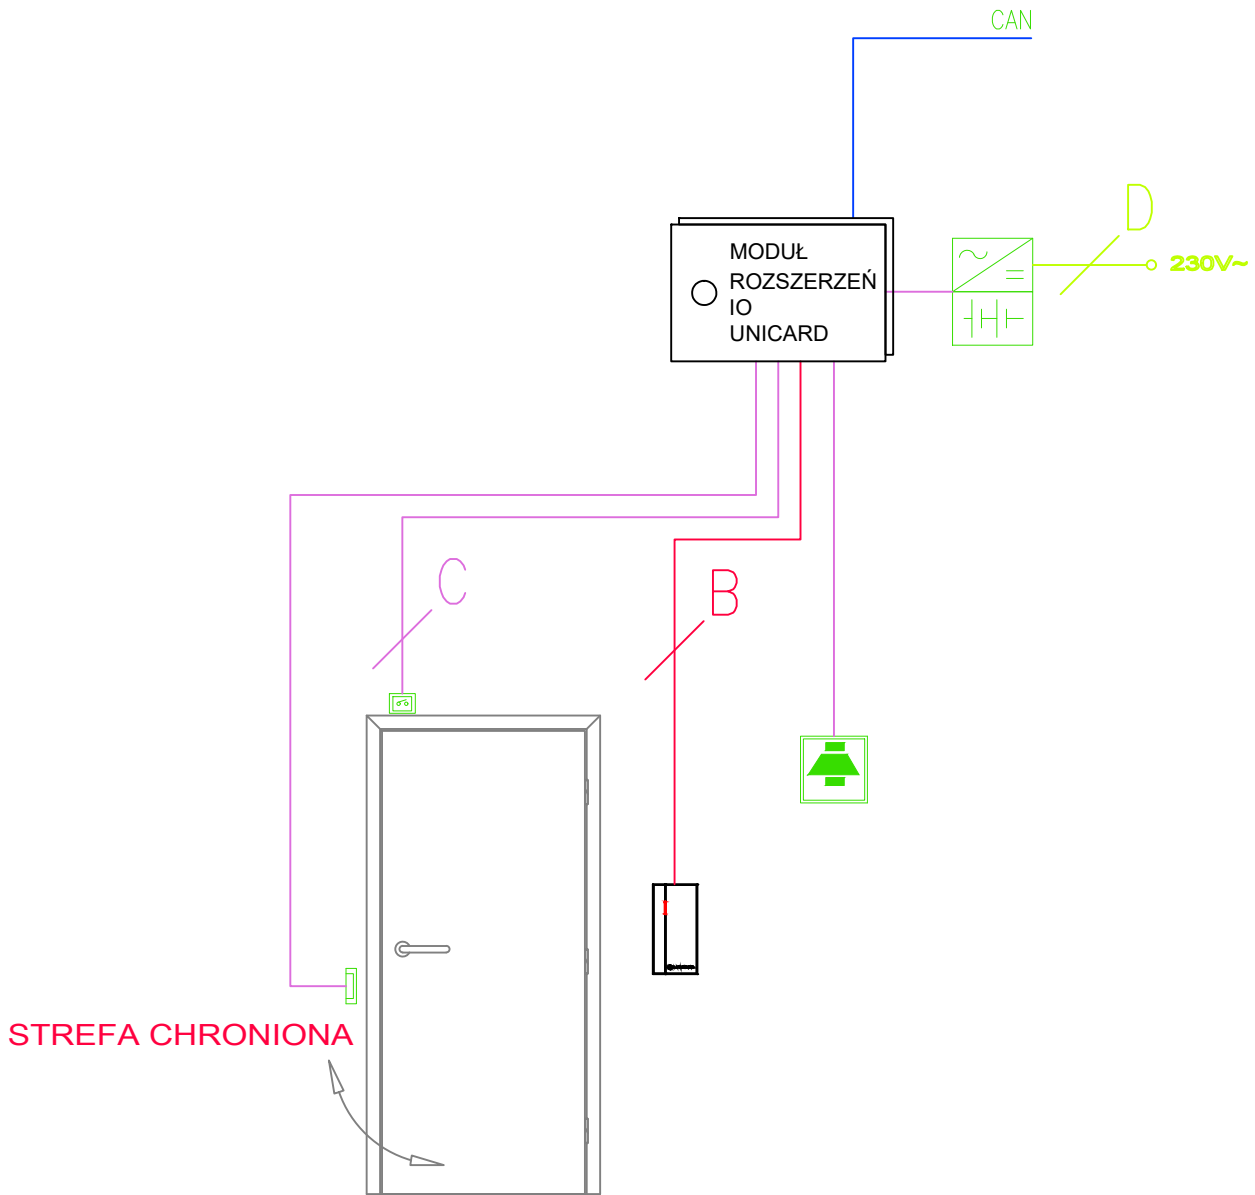 CAN
D
230V~
MODUŁ
ROZSZERZEŃ
IO
UNICARD
C
B
STREFA CHRONIONA